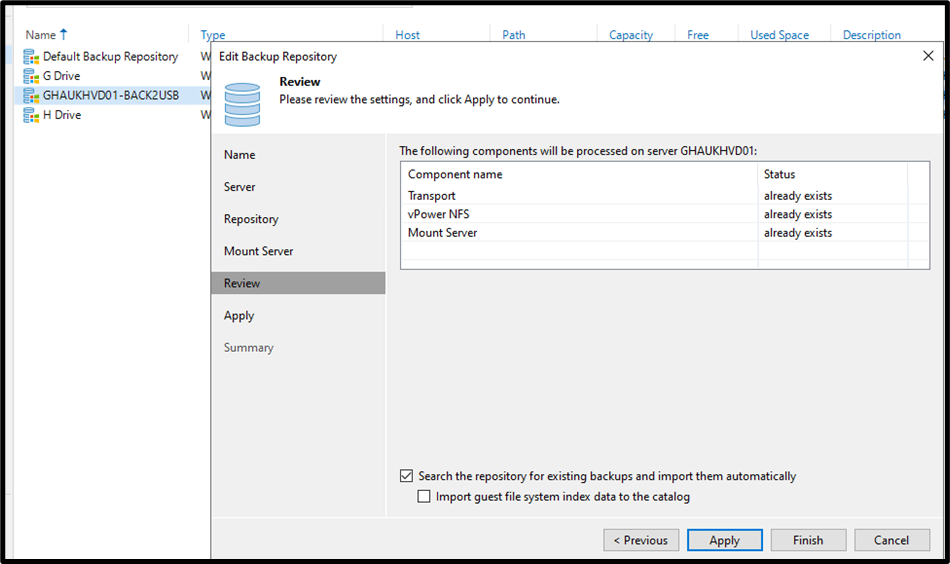 Name Type Host Path Capacity Free Used Space Description
Default Backup Repository W
G Drive W
GHAUKHVD01-BACK2USB W
H Drive W
Edit Backup Repository
Review
Please review the settings, and click Apply to continue.
Name
Server
Repository
Mount Server
Review
Apply
Summary
The following components will be processed on server GHAUKHVD01:
Component name Status
Transport already exists
vPower NFS already exists
Mount Server already exists
Search the repository for existing backups and import them automatically
Import guest file system index data to the catalog
< Previous Apply Finish Cancel